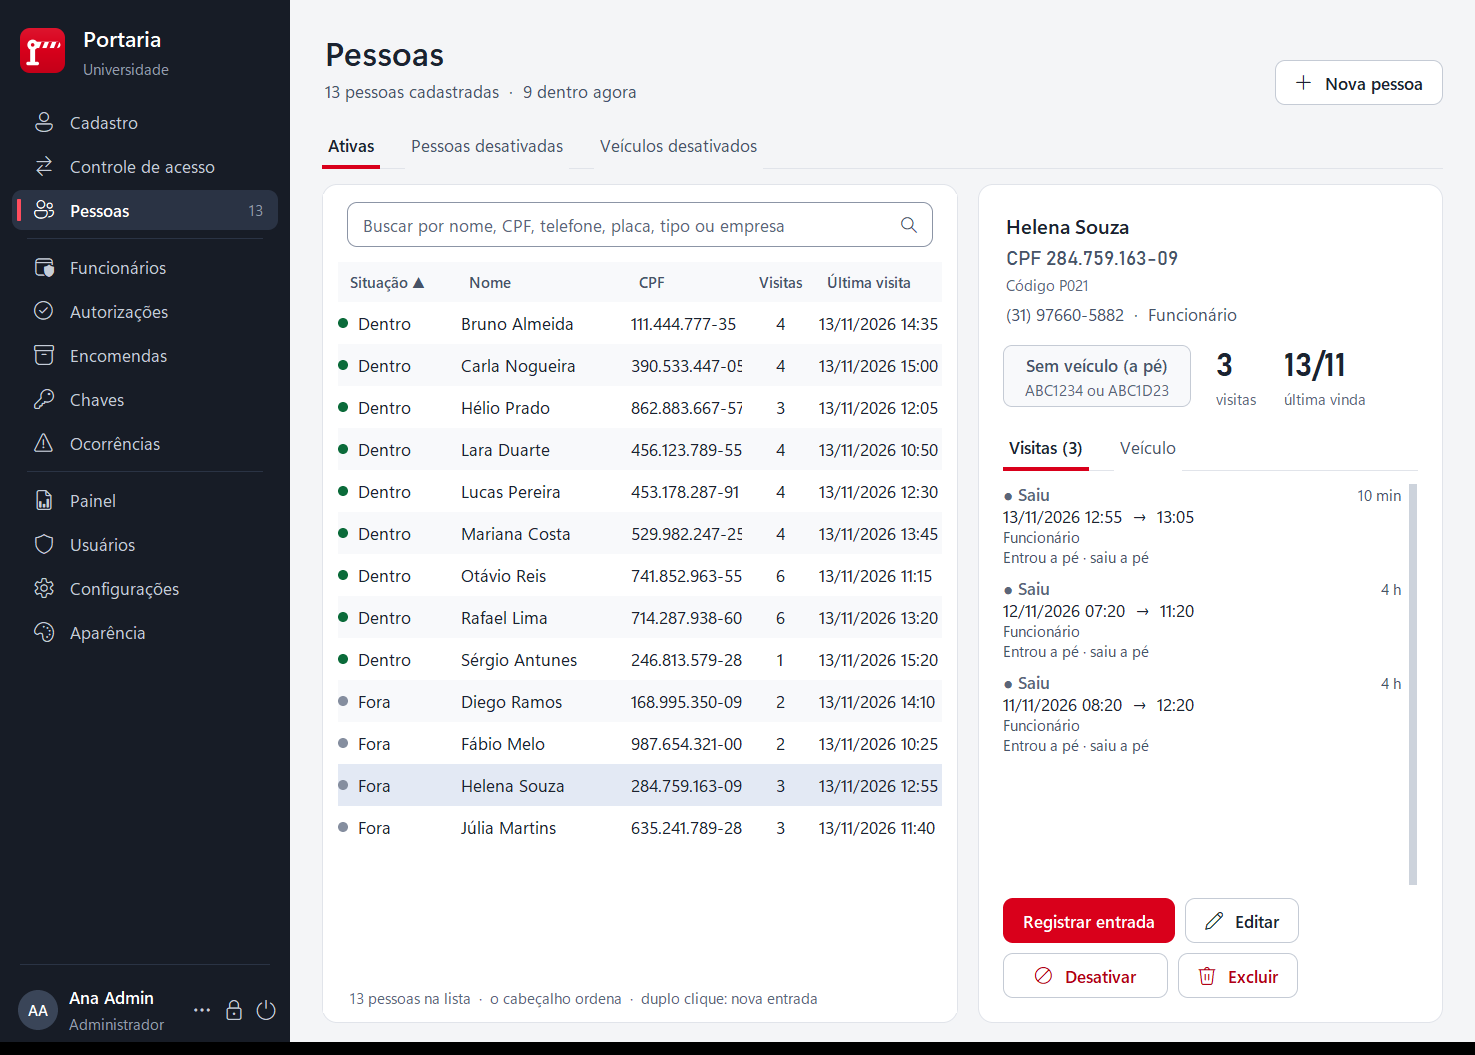 Portaria
Universidade
Cadastro
Controle de acesso
Pessoas 13
Funcionários
Autorizações
Encomendas
Chaves
Ocorrências
Painel
Usuários
Configurações
Aparência
AA
Ana Admin
Administrador
Pessoas
13 pessoas cadastradas · 9 dentro agora
+ Nova pessoa
Ativas Pessoas desativadas Veículos desativados
Buscar por nome, CPF, telefone, placa, tipo ou empresa
Situação ▲ Nome CPF Visitas Última visita
Dentro Bruno Almeida 111.444.777-35 4 13/11/2026 14:35
Dentro Carla Nogueira 390.533.447-05 4 13/11/2026 15:00
Dentro Hélio Prado 862.883.667-57 3 13/11/2026 12:05
Dentro Lara Duarte 456.123.789-55 4 13/11/2026 10:50
Dentro Lucas Pereira 453.178.287-91 4 13/11/2026 12:30
Dentro Mariana Costa 529.982.247-25 4 13/11/2026 13:45
Dentro Otávio Reis 741.852.963-55 6 13/11/2026 11:15
Dentro Rafael Lima 714.287.938-60 6 13/11/2026 13:20
Dentro Sérgio Antunes 246.813.579-28 1 13/11/2026 15:20
Fora Diego Ramos 168.995.350-09 2 13/11/2026 14:10
Fora Fábio Melo 987.654.321-00 2 13/11/2026 10:25
Fora Helena Souza 284.759.163-09 3 13/11/2026 12:55
Fora Júlia Martins 635.241.789-28 3 13/11/2026 11:40
13 pessoas na lista · o cabeçalho ordena · duplo clique: nova entrada
Helena Souza
CPF 284.759.163-09
Código P021
(31) 97660-5882 · Funcionário
Sem veículo (a pé)
ABC1234 ou ABC1D23
3
visitas
13/11
última vinda
Visitas (3) Veículo
● Saiu 10 min
13/11/2026 12:55 → 13:05
Funcionário
Entrou a pé · saiu a pé
● Saiu 4 h
12/11/2026 07:20 → 11:20
Funcionário
Entrou a pé · saiu a pé
● Saiu 4 h
11/11/2026 08:20 → 12:20
Funcionário
Entrou a pé · saiu a pé
Registrar entrada
Editar
Desativar
Excluir